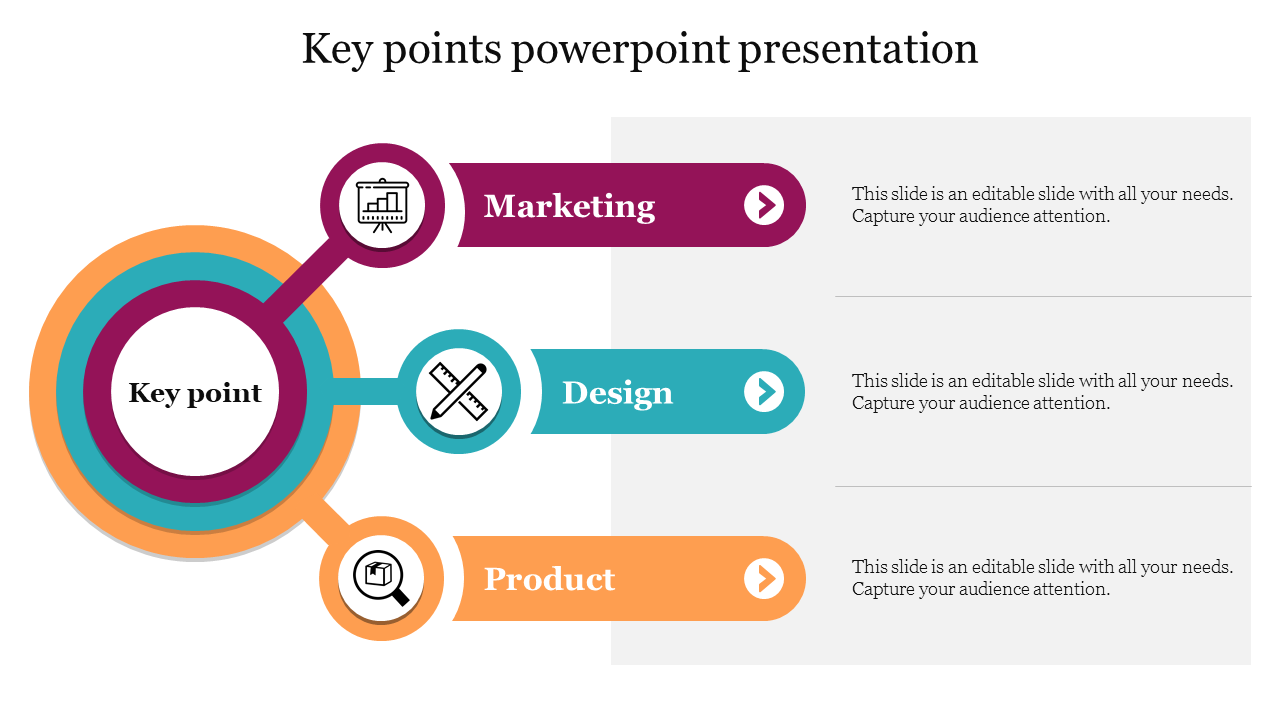 Key points powerpoint presentation
Key point
Marketing
This slide is an editable slide with all your needs.
Capture your audience attention.
Design
This slide is an editable slide with all your needs.
Capture your audience attention.
Product
This slide is an editable slide with all your needs.
Capture your audience attention.